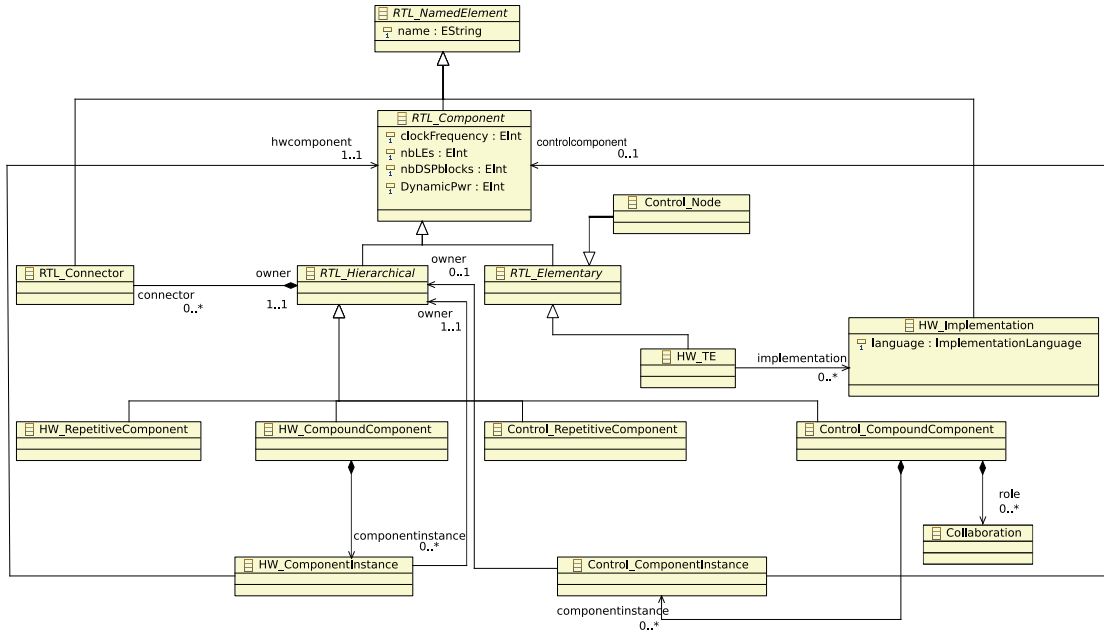 RTL_NamedElement
name : EString
RTL_Component
clockFrequency : EInt
nbLEs : EInt
nbDSPblocks : EInt
DynamicPwr : EInt
hwcomponent
1..1
controlcomponent
0..1
Control_Node
RTL_Connector
owner
1..1
connector
0..*
RTL_Hierarchical
owner
0..1
owner
1..1
RTL_Elementary
HW_Implementation
language : ImplementationLanguage
HW_TE
implementation
0..*
HW_RepetitiveComponent
HW_CompoundComponent
Control_RepetitiveComponent
Control_CompoundComponent
role
0..*
componentinstance
0..*
Collaboration
HW_ComponentInstance
Control_ComponentInstance
componentinstance
0..*